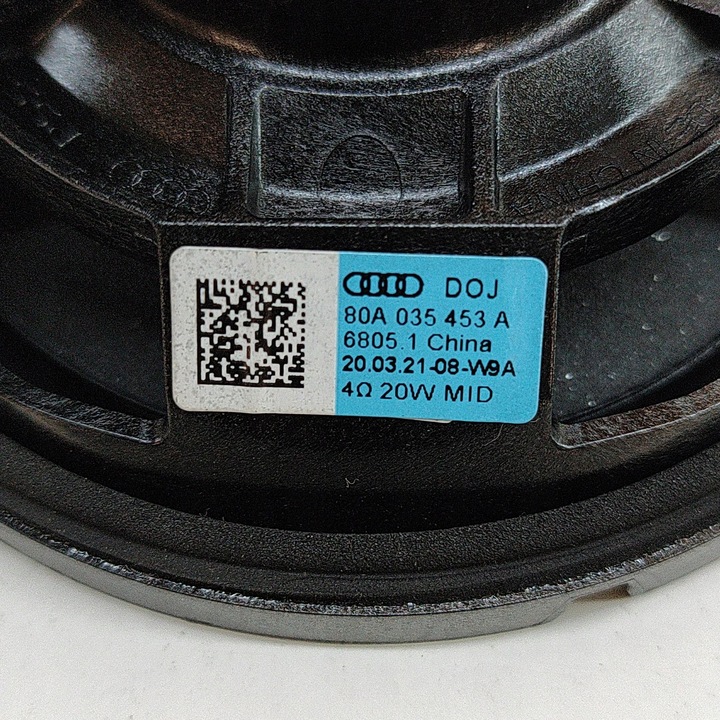 DOJ
80A 035 453 A
6805.1 China
20.03.21-08-W9A
4Ω 20W MID